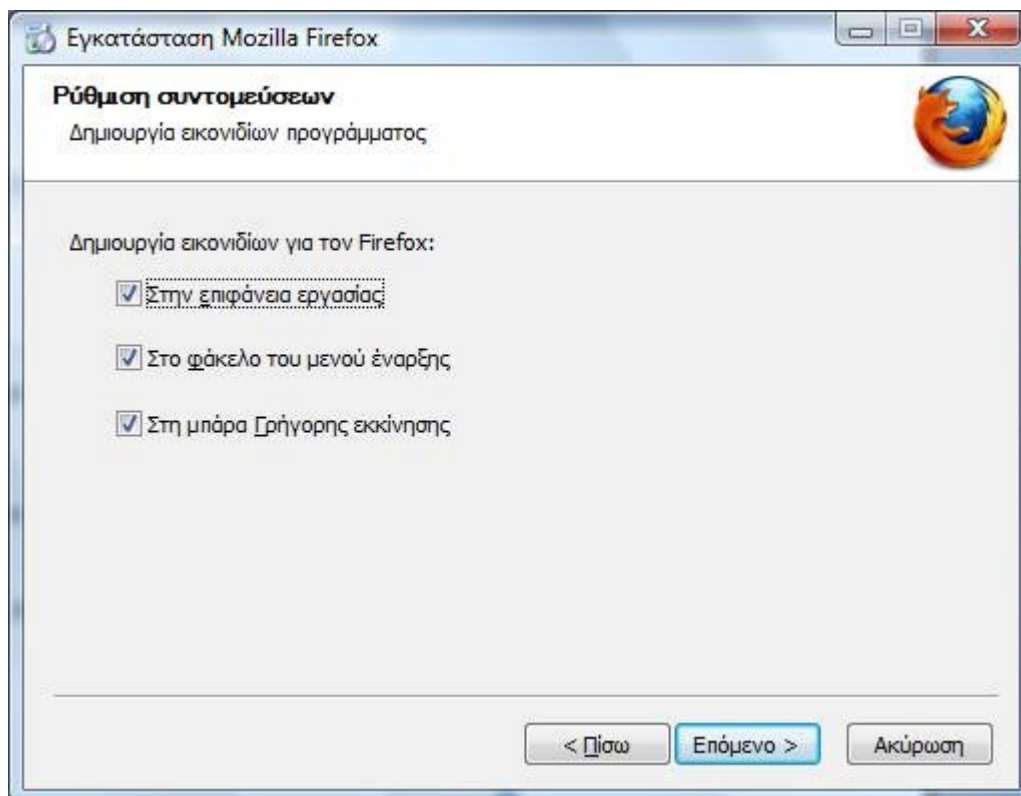 Εγκατάσταση Mozilla Firefox
Ρύθμιση συντομεύσεων
Δημιουργία εικονιδίων προγράμματος
Δημιουργία εικονιδίων για τον Firefox:
Στην επιφάνεια εργασίας
Στο φάκελο του μενού έναρξης
Στη μπάρα Γρήγορης εκκίνησης
< Πίσω
Επόμενο >
Ακύρωση